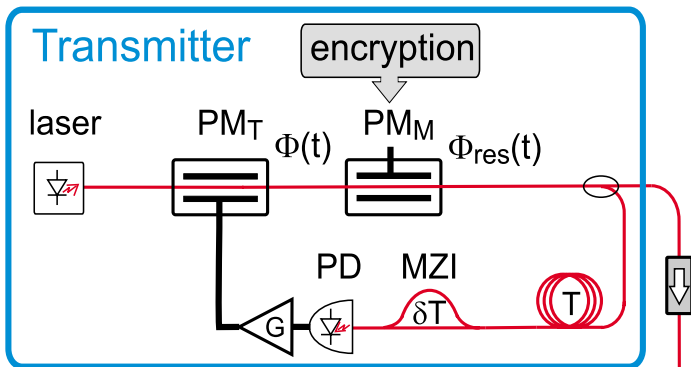 Transmitter
encryption
laser
PM_T
Φ(t)
PM_M
Φ_res(t)
PD
MZI
G
δT
T